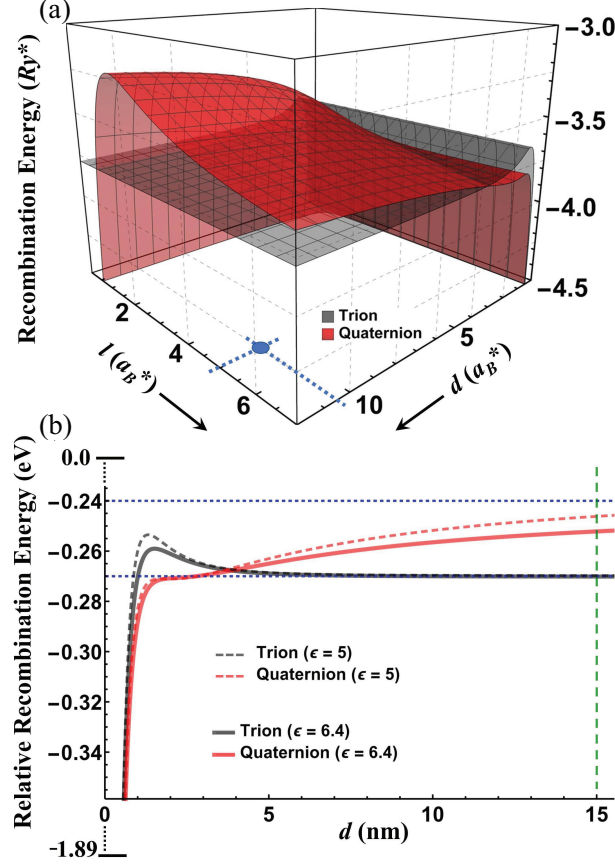 (a)
Recombination Energy (Ry*)
−3.0
−3.5
−4.0
−4.5
Trion
Quaternion
2
4
6
l (a_B*)
5
10
d (a_B*)
(b)
Relative Recombination Energy (eV)
0.0
−0.24
−0.26
−0.28
−0.30
−0.32
−0.34
−1.89
Trion (ϵ = 5)
Quaternion (ϵ = 5)
Trion (ϵ = 6.4)
Quaternion (ϵ = 6.4)
0
5
10
15
d (nm)